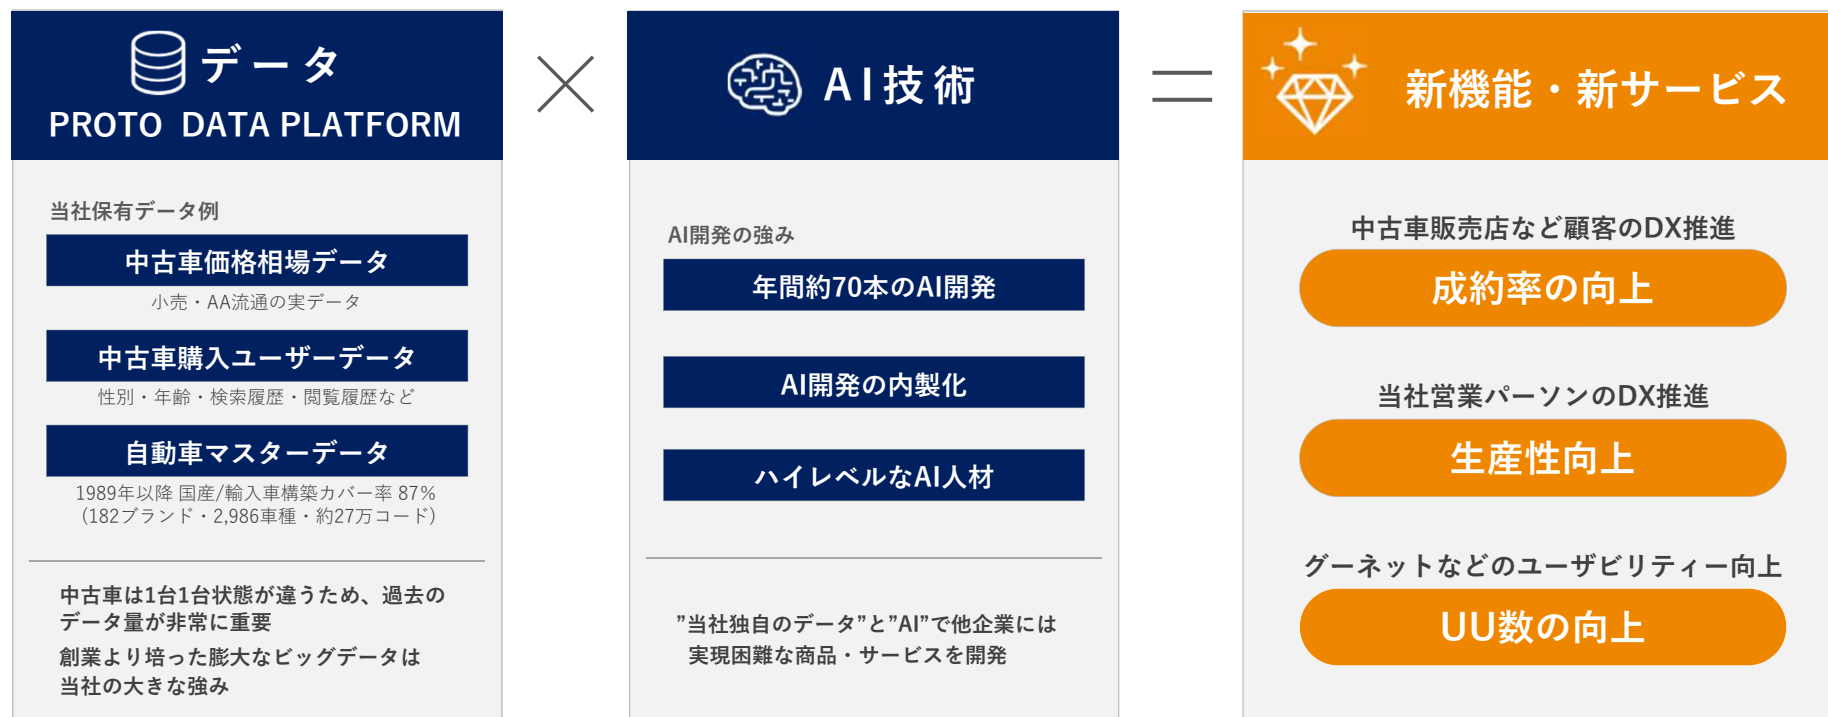 データ
PROTO DATA PLATFORM
当社保有データ例
中古車価格相場データ
小売・AA流通の実データ
中古車購入ユーザーデータ
性別・年齢・検索履歴・閲覧履歴など
自動車マスターデータ
1989年以降 国産/輸入車構築カバー率 87%
(182ブランド・2,986車種・約27万コード)
中古車は1台1台状態が違うため、過去の
データ量が非常に重要
創業より培った膨大なビッグデータは
当社の大きな強み
×
AI技術
AI開発の強み
年間約70本のAI開発
AI開発の内製化
ハイレベルなAI人材
”当社独自のデータ”と”AI”で他企業には
実現困難な商品・サービスを開発
＝
新機能・新サービス
中古車販売店など顧客のDX推進
成約率の向上
当社営業パーソンのDX推進
生産性向上
グーネットなどのユーザビリティー向上
UU数の向上